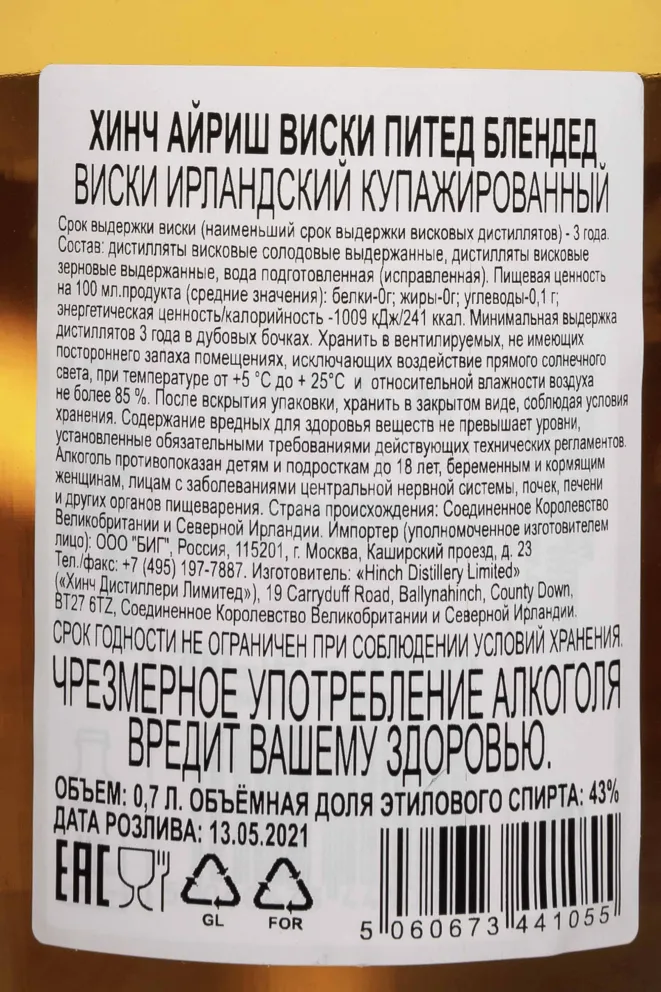 ХИНЧ АЙРИШ ВИСКИ ПИТЕД БЛЕНДЕД
ВИСКИ ИРЛАНДСКИЙ КУПАЖИРОВАННЫЙ
Срок выдержки виски (наименьший срок выдержки висковых дистиллятов) - 3 года.
Состав: дистилляты висковые солодовые выдержанные, дистилляты висковые
зерновые выдержанные, вода подготовленная (исправленная). Пищевая ценность
на 100 мл.продукта (средние значения): белки-0г; жиры-0г; углеводы-0,1 г;
энергетическая ценность/калорийность -1009 кДж/241 ккал. Минимальная выдержка
дистиллятов 3 года в дубовых бочках. Хранить в вентилируемых, не имеющих
постороннего запаха помещениях, исключающих воздействие прямого солнечного
света, при температуре от +5 °С до + 25°С и относительной влажности воздуха
не более 85 %. После вскрытия упаковки, хранить в закрытом виде, соблюдая условия
хранения. Содержание вредных для здоровья веществ не превышает уровни,
установленные обязательными требованиями действующих технических регламентов.
Алкоголь противопоказан детям и подросткам до 18 лет, беременным и кормящим
женщинам, лицам с заболеваниями центральной нервной системы, почек, печени
и других органов пищеварения. Страна происхождения: Соединенное Королевство
Великобритании и Северной Ирландии. Импортер (уполномоченное изготовителем
лицо): ООО "БИГ", Россия, 115201, г. Москва, Каширский проезд, д. 23
Тел./факс: +7 (495) 197-7887. Изготовитель: «Hinch Distillery Limited»
(«Хинч Дистиллери Лимитед»), 19 Carryduff Road, Ballynahinch, County Down,
BT27 6TZ, Соединенное Королевство Великобритании и Северной Ирландии.
СРОК ГОДНОСТИ НЕ ОГРАНИЧЕН ПРИ СОБЛЮДЕНИИ УСЛОВИЙ ХРАНЕНИЯ.
ЧРЕЗМЕРНОЕ УПОТРЕБЛЕНИЕ АЛКОГОЛЯ
ВРЕДИТ ВАШЕМУ ЗДОРОВЬЮ.
ОБЪЕМ: 0,7 Л. ОБЪЁМНАЯ ДОЛЯ ЭТИЛОВОГО СПИРТА: 43%
ДАТА РОЗЛИВА: 13.05.2021
EAC
GL FOR
5 060673 441055